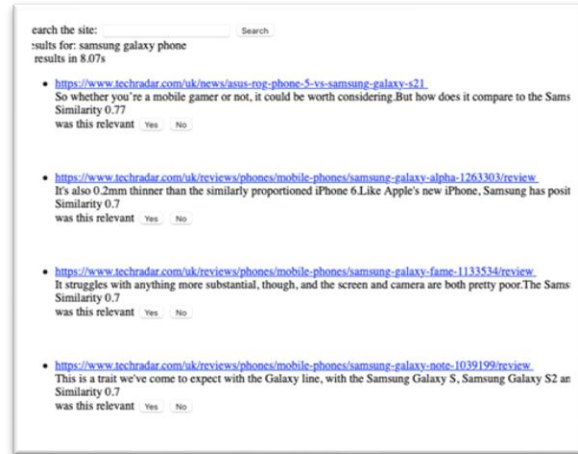 earch the site: Search
sults for: samsung galaxy phone
results in 8.07s
https://www.techradar.com/uk/news/asus-rog-phone-5-vs-samsung-galaxy-s21
So whether you're a mobile gamer or not, it could be worth considering.But how does it compare to the Sams
Similarity 0.77
was this relevant Yes No
https://www.techradar.com/uk/reviews/phones/mobile-phones/samsung-galaxy-alpha-1263303/review
It's also 0.2mm thinner than the similarly proportioned iPhone 6.Like Apple's new iPhone, Samsung has posit
Similarity 0.7
was this relevant Yes No
https://www.techradar.com/uk/reviews/phones/mobile-phones/samsung-galaxy-fame-1133534/review
It struggles with anything more substantial, though, and the screen and camera are both pretty poor.The Sams
Similarity 0.7
was this relevant Yes No
https://www.techradar.com/uk/reviews/phones/mobile-phones/samsung-galaxy-note-1039199/review
This is a trait we've come to expect with the Galaxy line, with the Samsung Galaxy S, Samsung Galaxy S2 an
Similarity 0.7
was this relevant Yes No